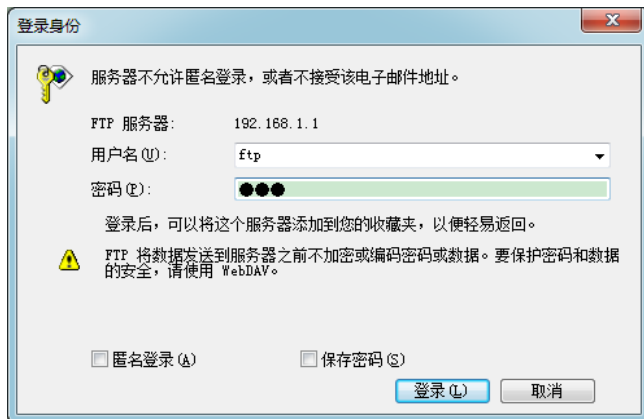 登录身份
服务器不允许匿名登录，或者不接受该电子邮件地址。
FTP 服务器:
192.168.1.1
用户名(U):
ftp
密码(P):
●●●
登录后，可以将这个服务器添加到您的收藏夹，以便轻易返回。
FTP 将数据发送到服务器之前不加密或编码密码或数据。要保护密码和数据
的安全，请使用 WebDAV。
匿名登录(A)
保存密码(S)
登录(L)
取消